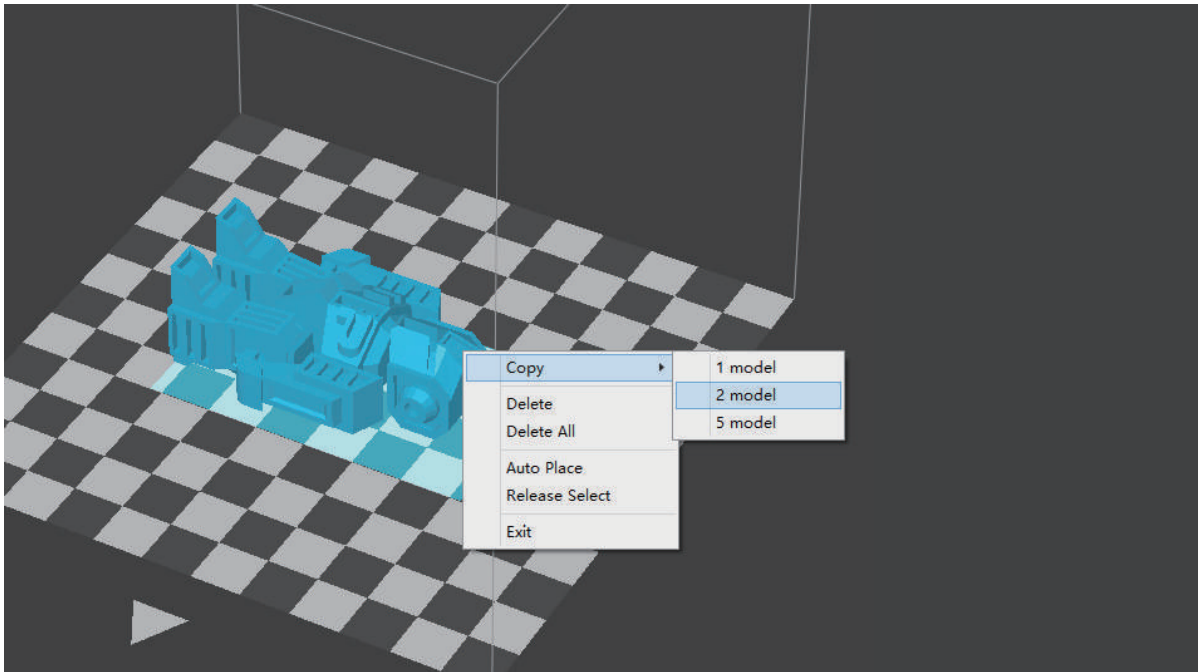 Copy
Delete
Delete All
Auto Place
Release Select
Exit
1 model
2 model
5 model